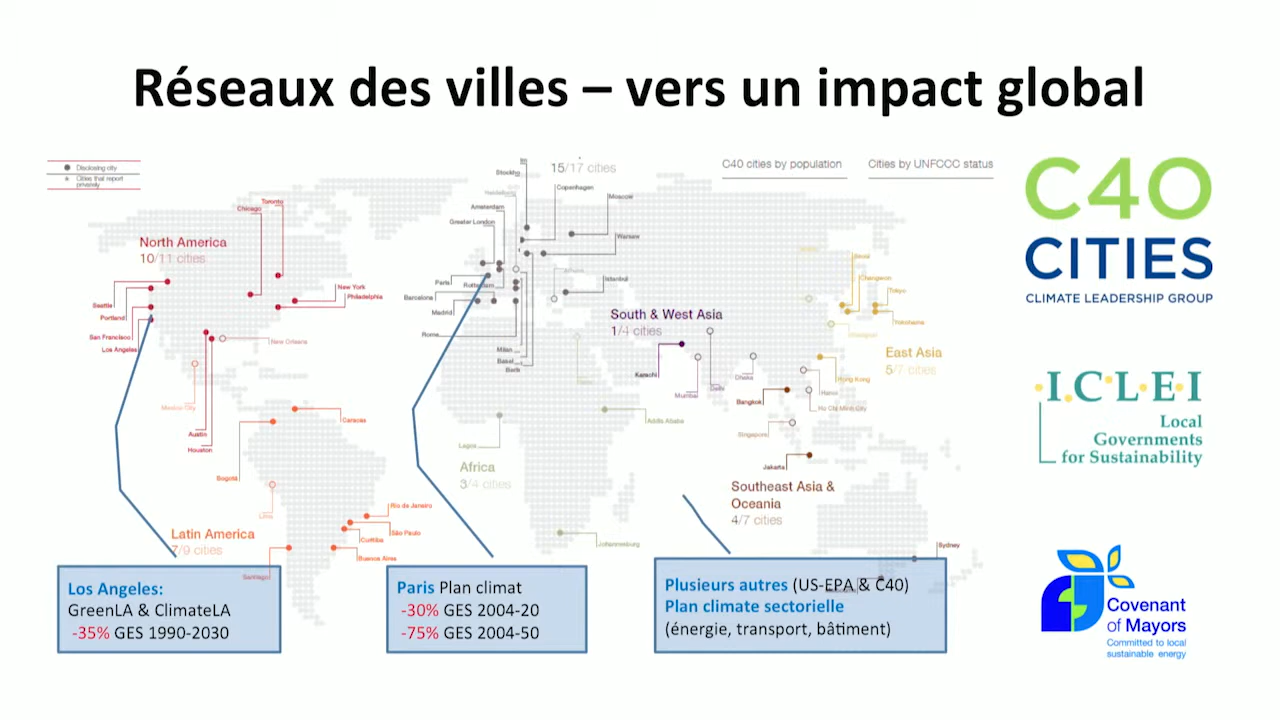 Réseaux des villes – vers un impact global
Disclosing city
Cities that report
privately
15/17 cities
C40 cities by population
Cities by UNFCCC status
C40
CITIES
CLIMATE LEADERSHIP GROUP
Copenhagen
Moscow
Amsterdam
Greater London
Warsaw
Toronto
Chicago
North America
10/11 cities
Seattle
Portland
San Francisco
Los Angeles
New York
Philadelphia
New Orleans
Mexico City
Austin
Houston
Paris
Barcelona
Madrid
Rome
Milan
Basel
Istanbul
Seoul
Changwon
Tokyo
Yokohama
Shanghai
South & West Asia
1/4 cities
Karachi
Mumbai
Delhi
Dhaka
East Asia
5/7 cities
Hong Kong
Hanoi
Ho Chi Minh City
Bangkok
Singapore
Jakarta
Caracas
Bogotá
Lima
Addis Ababa
Lagos
Africa
3/4 cities
Southeast Asia &
Oceania
4/7 cities
I.C.L.E.I
Local
Governments
for Sustainability
Rio de Janeiro
São Paulo
Curitiba
Buenos Aires
Latin America
7/9 cities
Santiago
Johannesburg
Sydney
Los Angeles:
GreenLA & ClimateLA
-35% GES 1990-2030
Paris Plan climat
-30% GES 2004-20
-75% GES 2004-50
Plusieurs autres (US-EPA & C40)
Plan climate sectorielle
(énergie, transport, bâtiment)
Covenant
of Mayors
Committed to local
sustainable energy